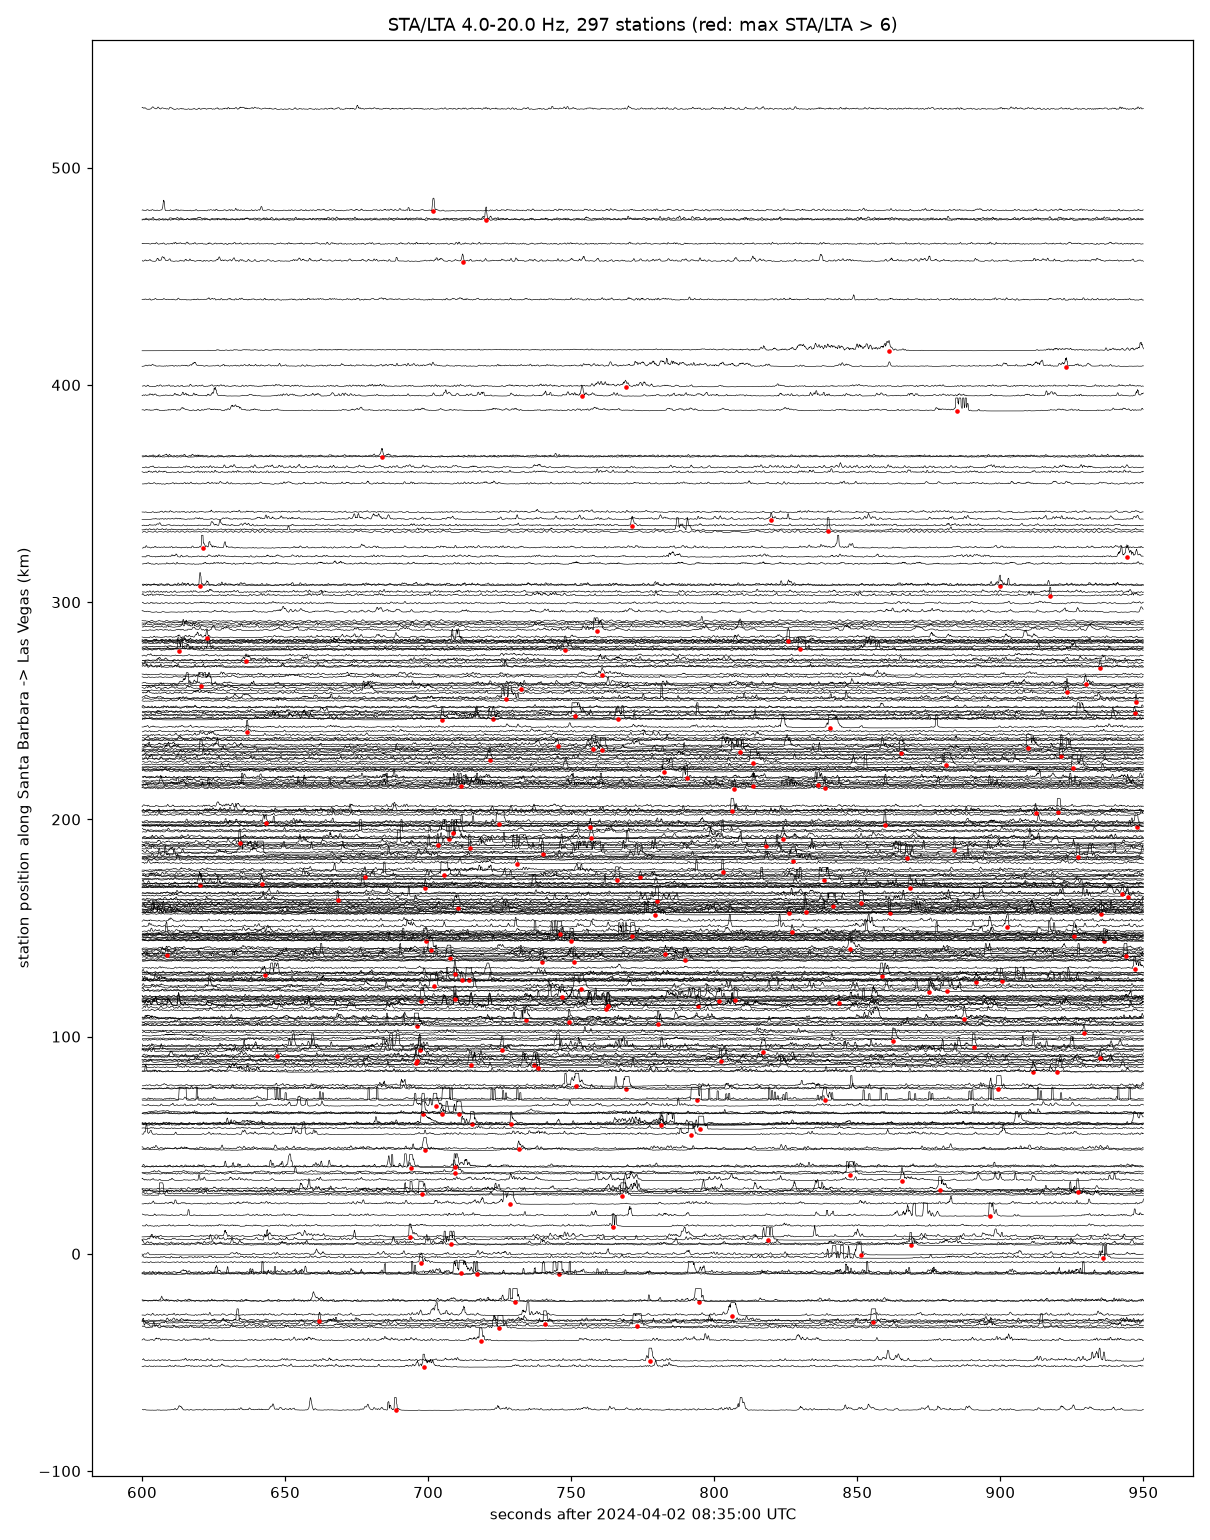 STA/LTA 4.0-20.0 Hz, 297 stations (red: max STA/LTA > 6)
station position along Santa Barbara -> Las Vegas (km)
500
400
300
200
100
0
−100
600 650 700 750 800 850 900 950
seconds after 2024-04-02 08:35:00 UTC